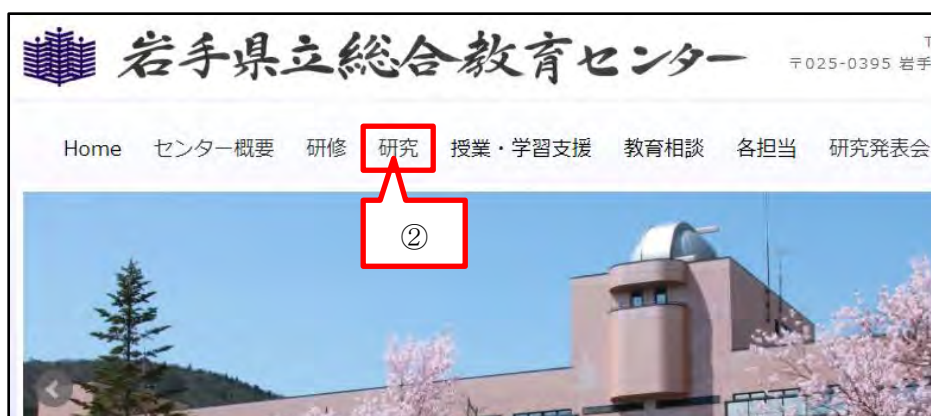 岩手県立総合教育センター
〒025-0395 岩手
Home センター概要 研修 研究 授業・学習支援 教育相談 各担当 研究発表会
②